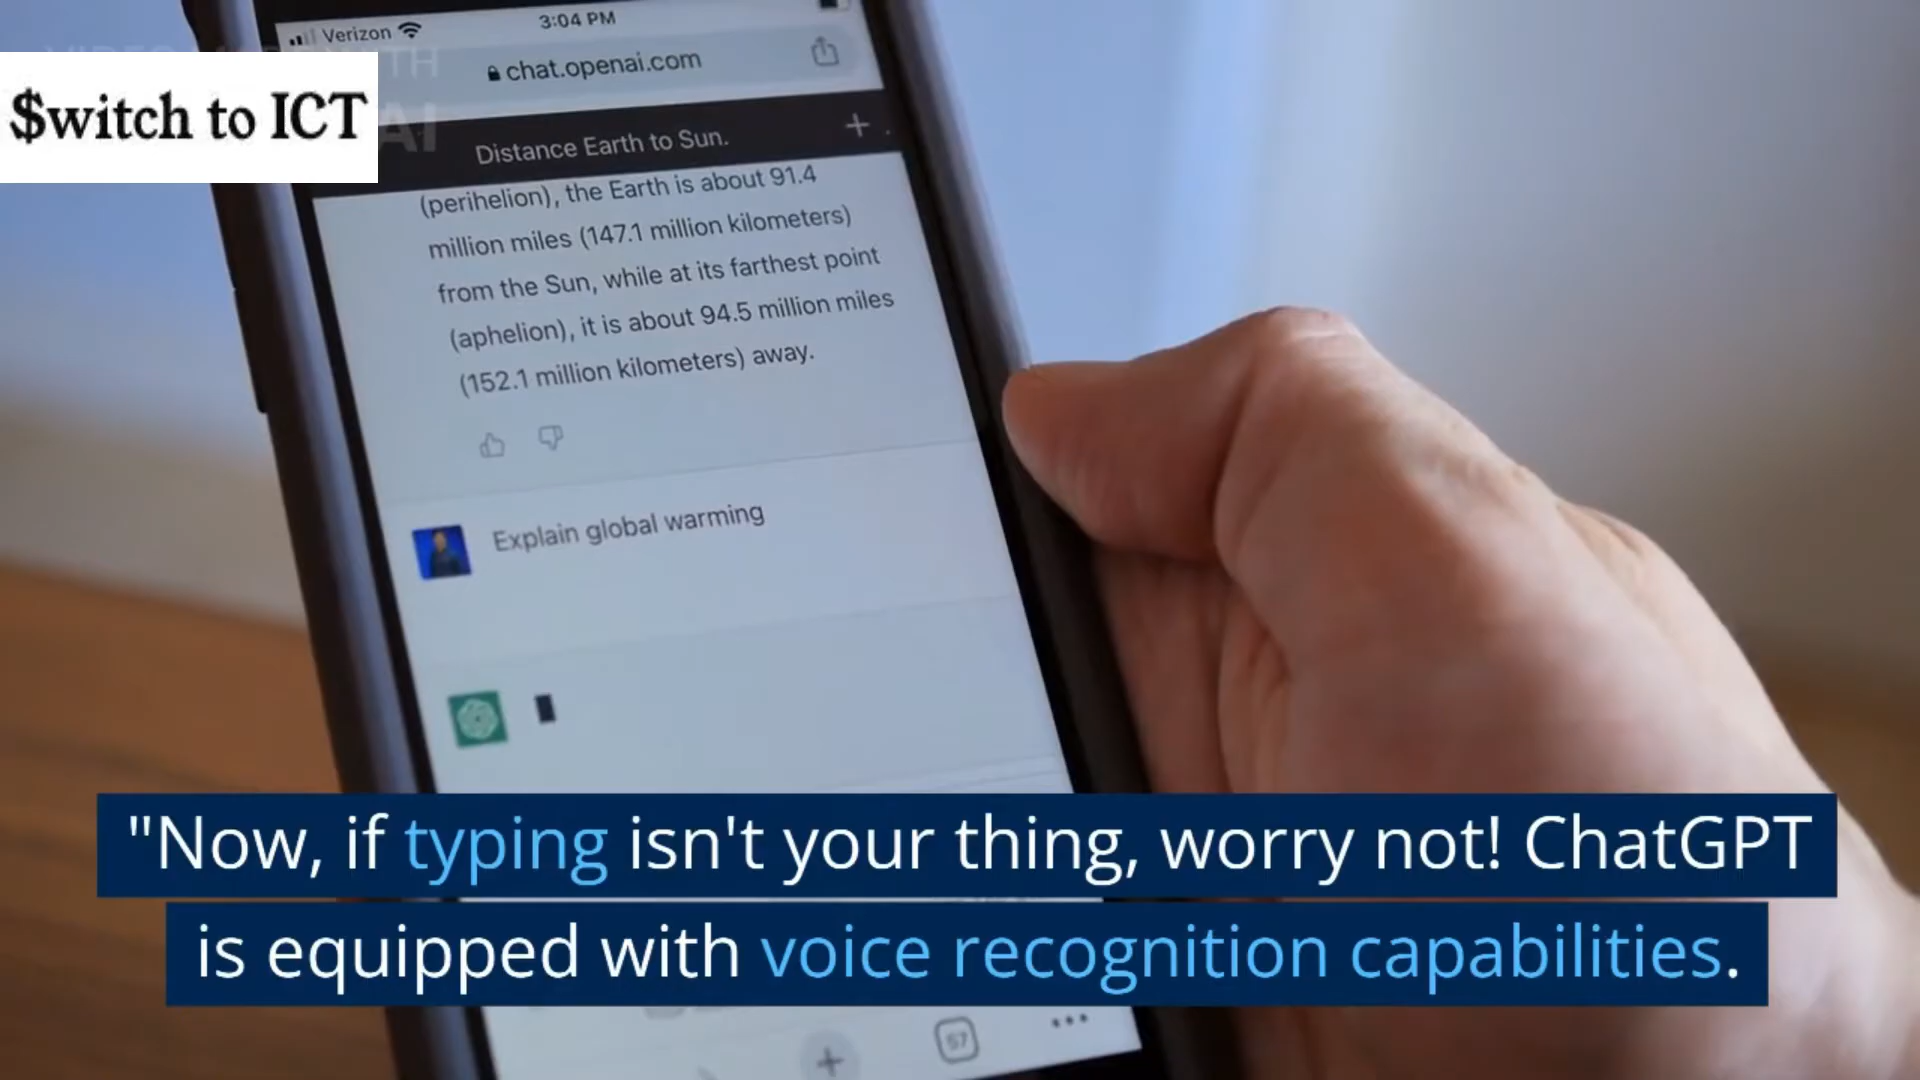 Verizon
3:04 PM
chat.openai.com
$witch to ICT
AI
Distance Earth to Sun.
(perihelion), the Earth is about 91.4
million miles (147.1 million kilometers)
from the Sun, while at its farthest point
(aphelion), it is about 94.5 million miles
(152.1 million kilometers) away.
Explain global warming
"Now, if typing isn't your thing, worry not! ChatGPT
is equipped with voice recognition capabilities.
57